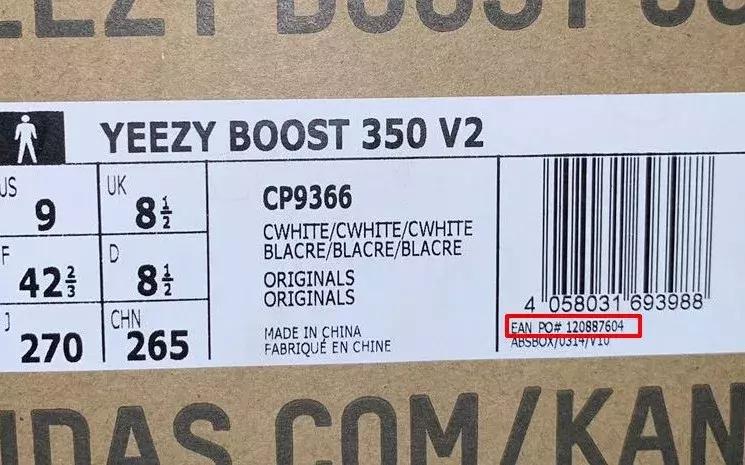 YEEZY BOOST 350 V2
US 9 UK 8½
F 42⅔ D 8½
J 270 CHN 265
CP9366
CWHITE/CWHITE/CWHITE
BLACRE/BLACRE/BLACRE
ORIGINALS
ORIGINALS
MADE IN CHINA
FABRIQUÉ EN CHINE
4 058031 693988
EAN PO# 120887604
ABSBOX/0314/V10
DAS.COM/KAN